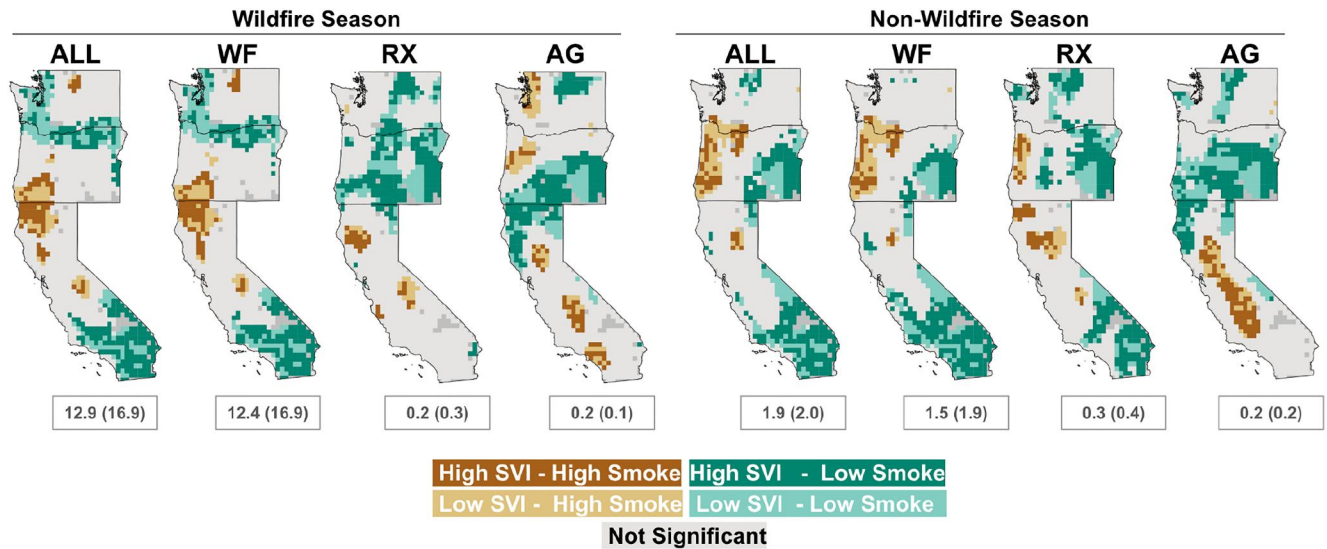 Wildfire Season
Non-Wildfire Season
ALL WF RX AG ALL WF RX AG
12.9 (16.9) 12.4 (16.9) 0.2 (0.3) 0.2 (0.1) 1.9 (2.0) 1.5 (1.9) 0.3 (0.4) 0.2 (0.2)
High SVI - High Smoke High SVI - Low Smoke
Low SVI - High Smoke Low SVI - Low Smoke
Not Significant